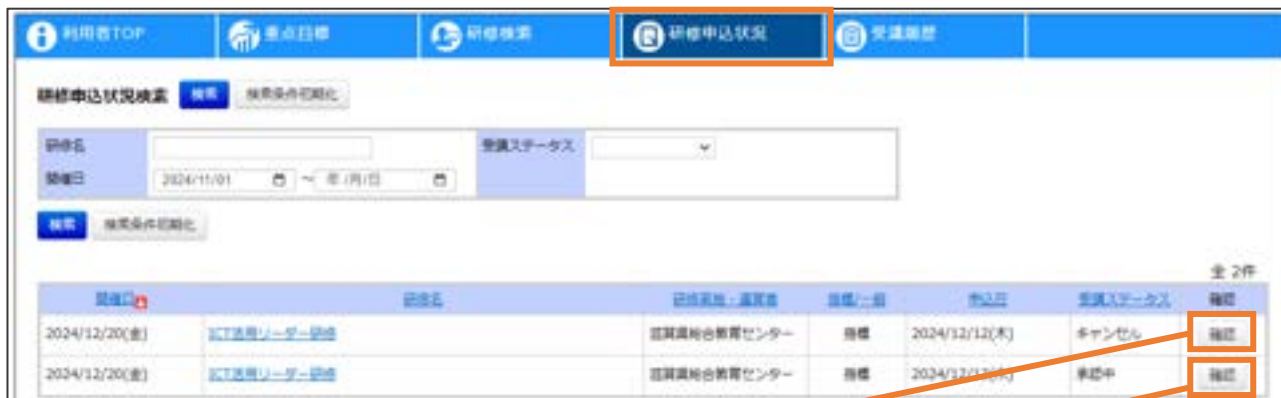 利用者TOP 重点目標 研修検索 研修申込状況 受講履歴
研修申込状況検索 検索 検索条件初期化
研修名 受講ステータス
開催日 2024/11/01 ～ 年/月/日
検索 検索条件初期化
全 2件
開催日 研修名 研修実施・運営者 指標/一般 申込日 受講ステータス 確認
2024/12/20(金) ICT活用リーダー研修 滋賀県総合教育センター 指標 2024/12/12(木) キャンセル 確認
2024/12/20(金) ICT活用リーダー研修 滋賀県総合教育センター 指標 承認中 確認